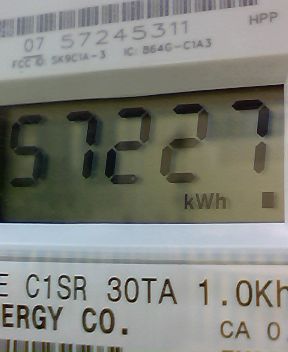 HPP
07 57245311
FCC ID: SK9C1A-3 IC: 864G-C1A3
57227
kWh
E C1SR 30TA 1.0Kh
ERGY CO.
CA 0